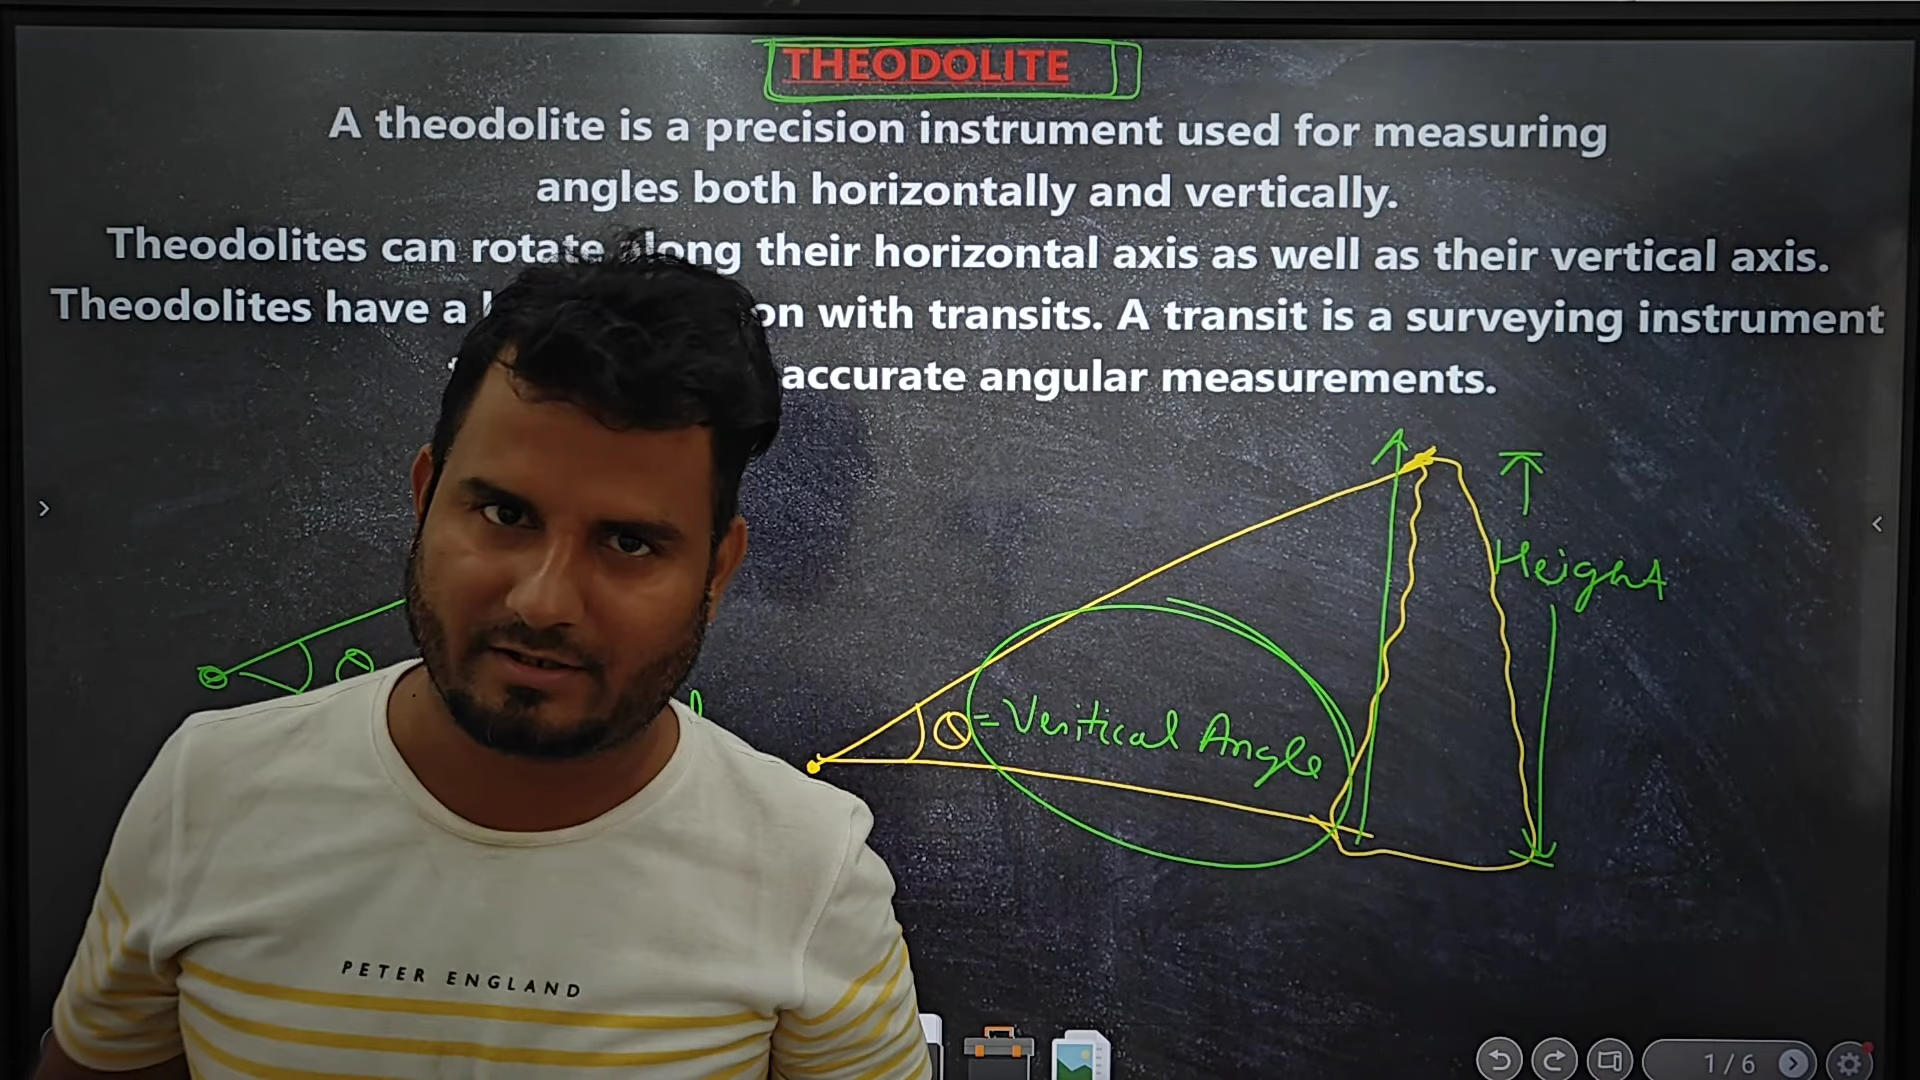 THEODOLITE
A theodolite is a precision instrument used for measuring
angles both horizontally and vertically.
Theodolites can rotate along their horizontal axis as well as their vertical axis.
Theodolites have a with transits. A transit is a surveying instrument
accurate angular measurements.
Height
θ
θ = Veritical Angle
PETER ENGLAND
1/6